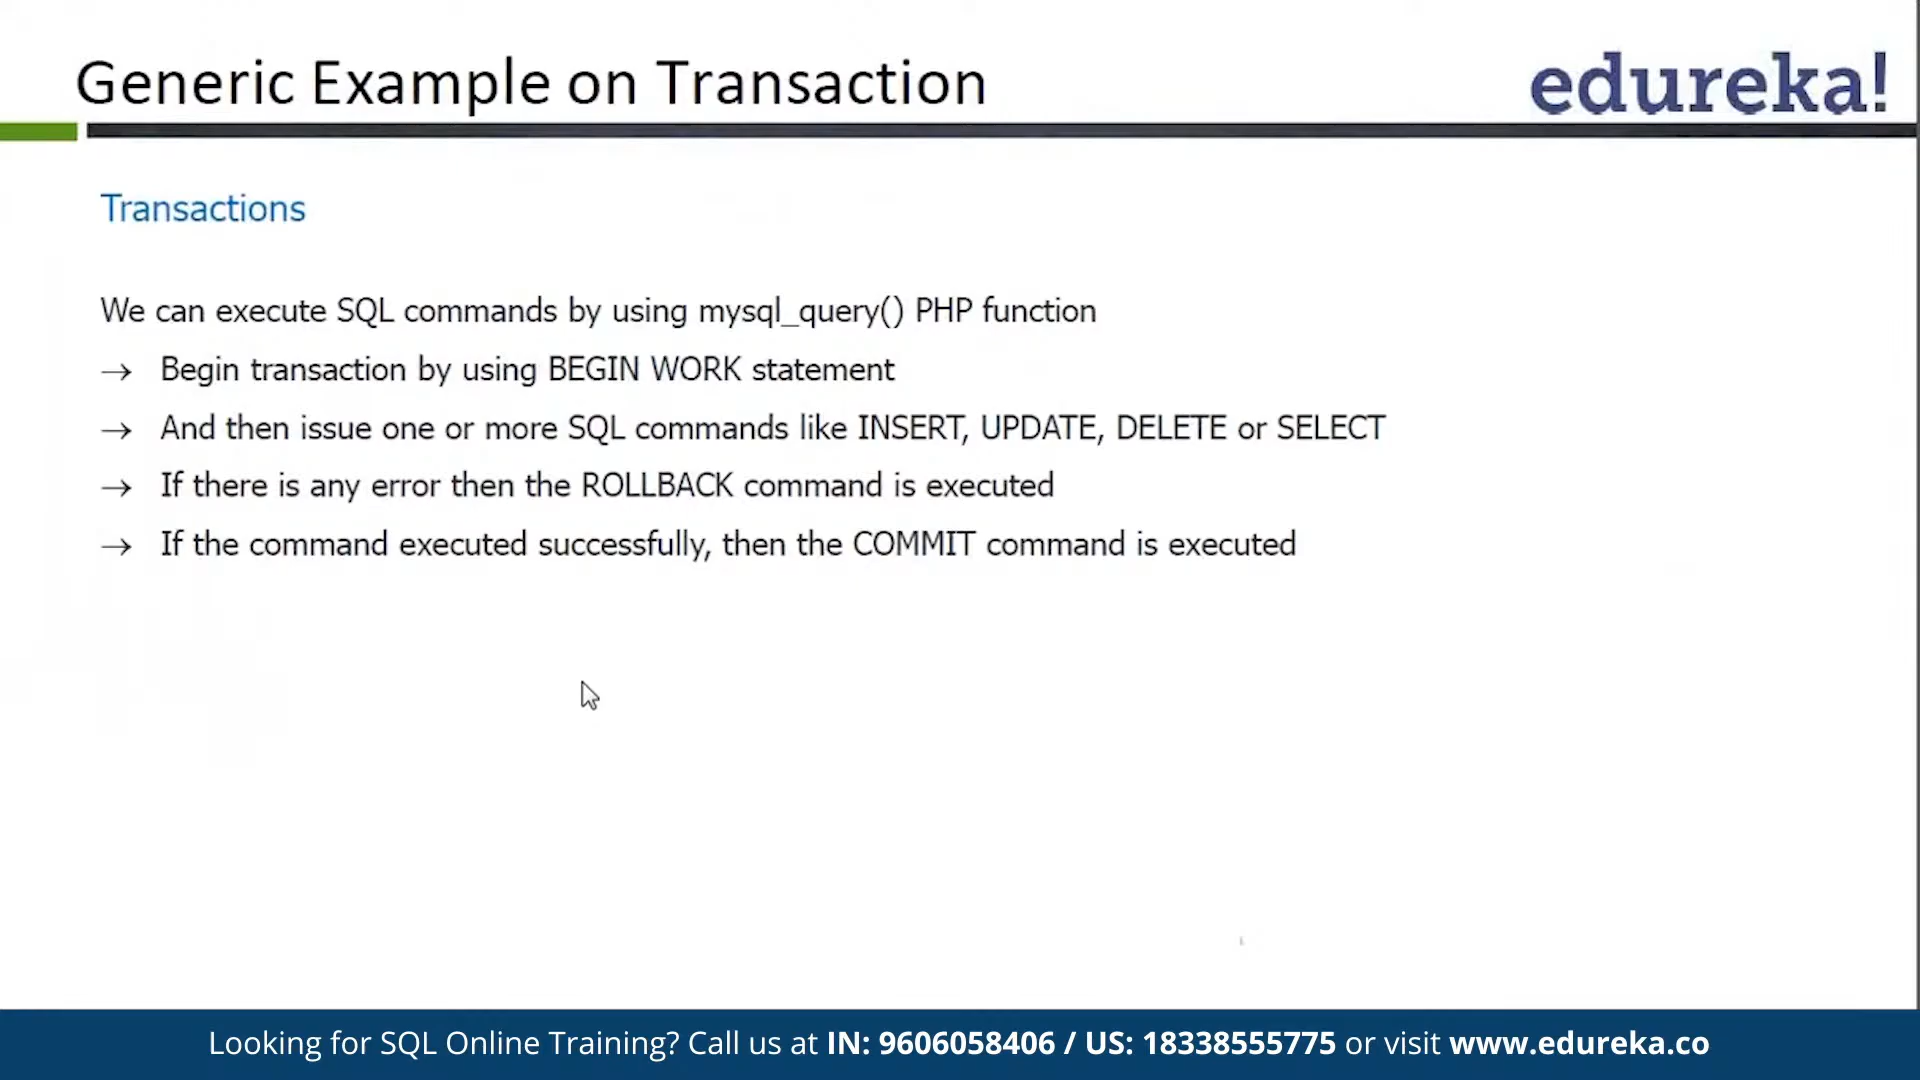 Generic Example on Transaction
edureka!
Transactions
We can execute SQL commands by using mysql_query() PHP function
→ Begin transaction by using BEGIN WORK statement
→ And then issue one or more SQL commands like INSERT, UPDATE, DELETE or SELECT
→ If there is any error then the ROLLBACK command is executed
→ If the command executed successfully, then the COMMIT command is executed
Looking for SQL Online Training? Call us at IN: 9606058406 / US: 18338555775 or visit www.edureka.co